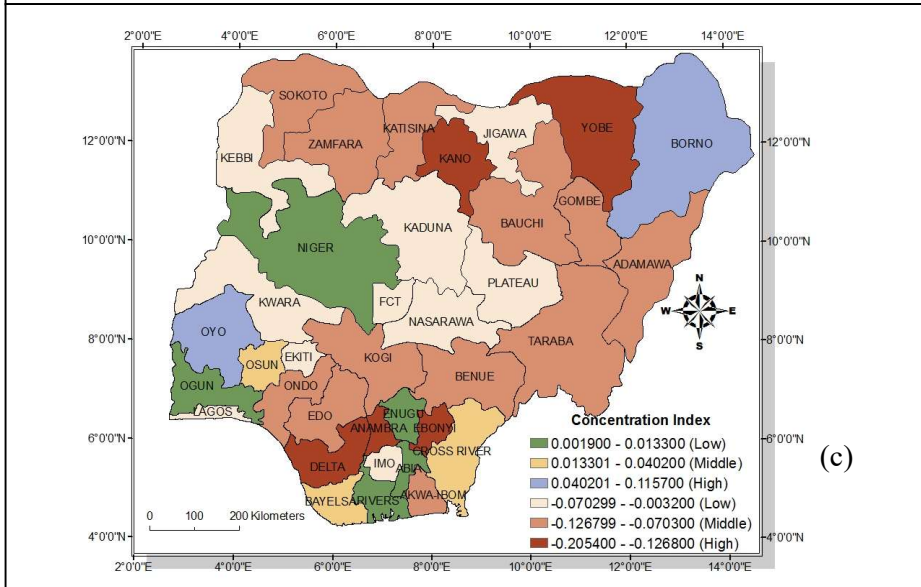 2°0'0"E 4°0'0"E 6°0'0"E 8°0'0"E 10°0'0"E 12°0'0"E 14°0'0"E
SOKOTO
12°0'0"N KEBBI ZAMFARA KATISINA KANO JIGAWA YOBE BORNO 12°0'0"N
BAUCHI GOMBE
KADUNA
10°0'0"N NIGER ADAMAWA 10°0'0"N
PLATEAU
KWARA FCT NASARAWA
N
W E
S
8°0'0"N OYO TARABA 8°0'0"N
OSUN EKITI KOGI
OGUN ONDO BENUE
LAGOS EDO ENUGU
6°0'0"N ANAMBRA EBONYI 6°0'0"N
DELTA IMO ABIA CROSS RIVER
BAYELSA RIVERS AKWA-IBOM
0 100 200 Kilometers
4°0'0"N 4°0'0"N
Concentration Index
0.001900 - 0.013300 (Low)
0.013301 - 0.040200 (Middle)
0.040201 - 0.115700 (High)
-0.070299 - -0.003200 (Low)
-0.126799 - -0.070300 (Middle)
-0.205400 - -0.126800 (High)
2°0'0"E 4°0'0"E 6°0'0"E 8°0'0"E 10°0'0"E 12°0'0"E 14°0'0"E
(c)